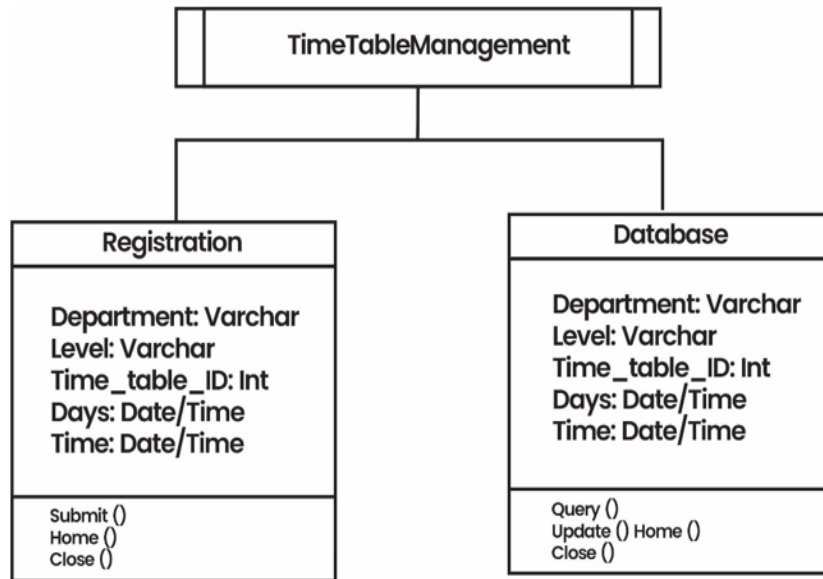 TimeTableManagement
Registration
Department: Varchar
Level: Varchar
Time_table_ID: Int
Days: Date/Time
Time: Date/Time
Submit ()
Home ()
Close ()
Database
Department: Varchar
Level: Varchar
Time_table_ID: Int
Days: Date/Time
Time: Date/Time
Query ()
Update () Home ()
Close ()